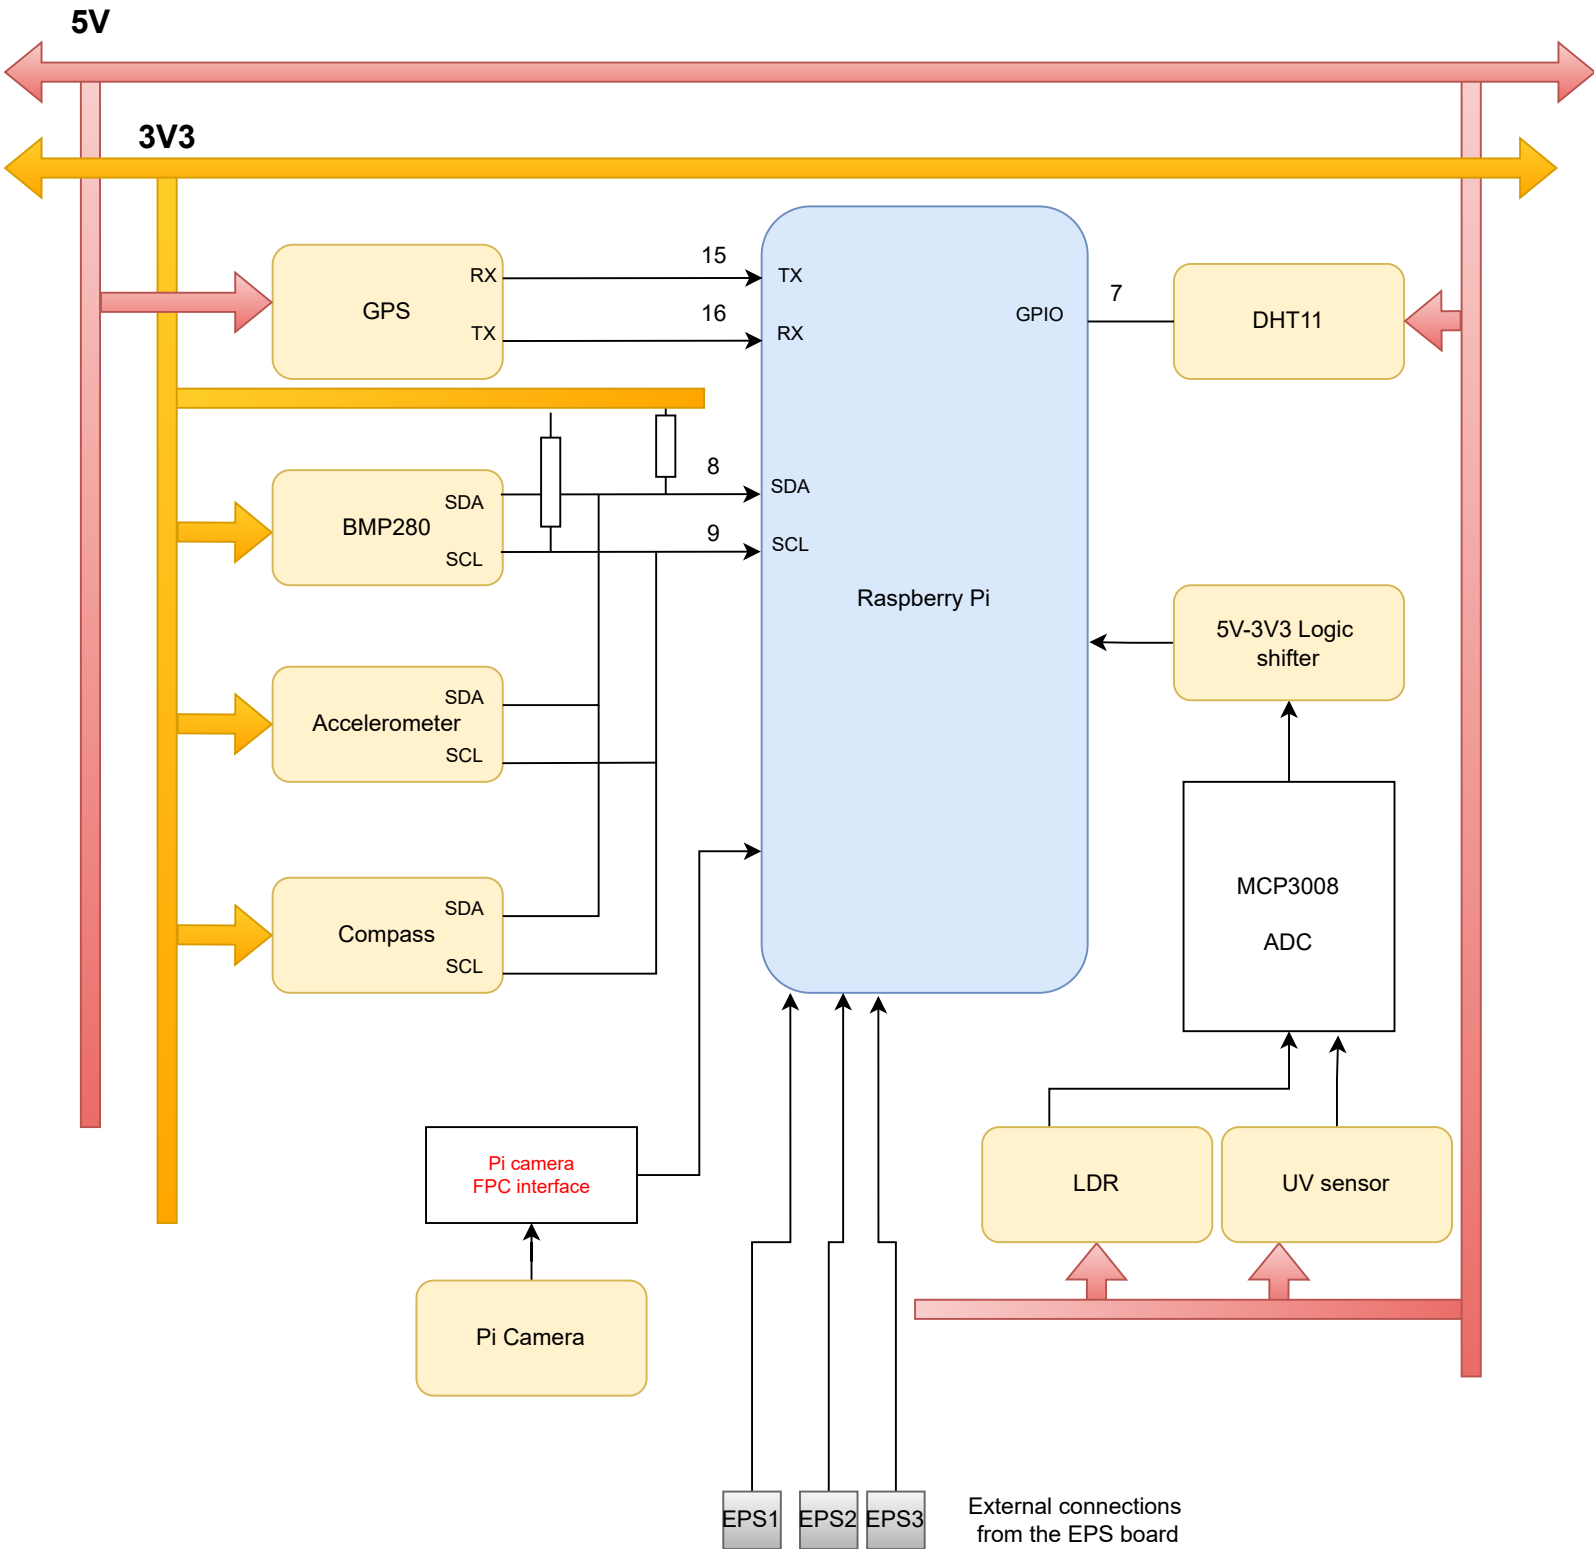 5V
3V3
GPS
RX
TX
15
16
TX
RX
GPIO
7
DHT11
BMP280
SDA
SCL
8
9
SDA
SCL
Raspberry Pi
5V-3V3 Logic
shifter
Accelerometer
SDA
SCL
Compass
SDA
SCL
MCP3008
ADC
Pi camera
FPC interface
LDR
UV sensor
Pi Camera
EPS1
EPS2
EPS3
External connections
from the EPS board